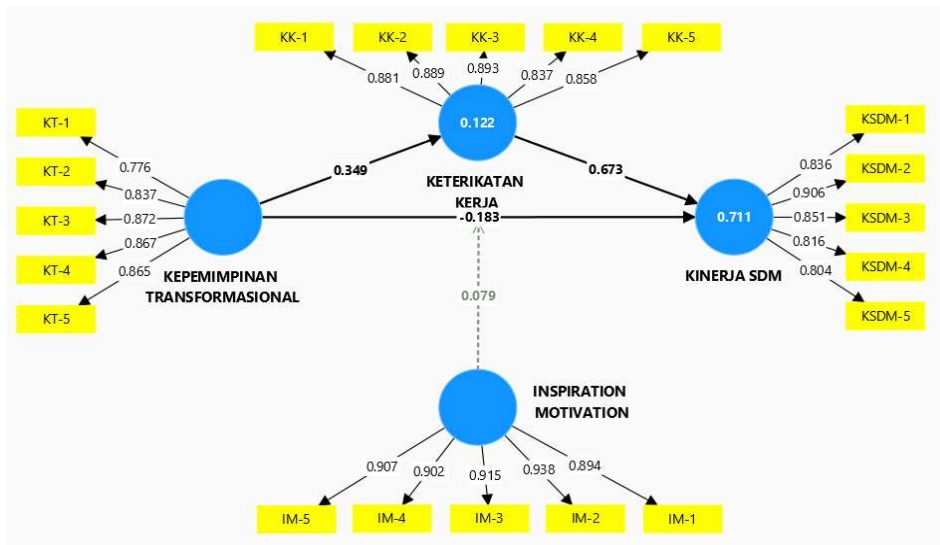 KK-1 KK-2 KK-3 KK-4 KK-5
0.881 0.889 0.893 0.837 0.858
0.122
KETERIKATAN
KERJA
KT-1
KT-2
KT-3
KT-4
KT-5
0.776
0.837
0.872
0.867
0.865
KEPEMIMPINAN
TRANSFORMASIONAL
0.349
0.673
-0.183
0.079
0.711
KINERJA SDM
KSDM-1
KSDM-2
KSDM-3
KSDM-4
KSDM-5
0.836
0.906
0.851
0.816
0.804
INSPIRATION
MOTIVATION
0.907 0.902 0.915 0.938 0.894
IM-5 IM-4 IM-3 IM-2 IM-1